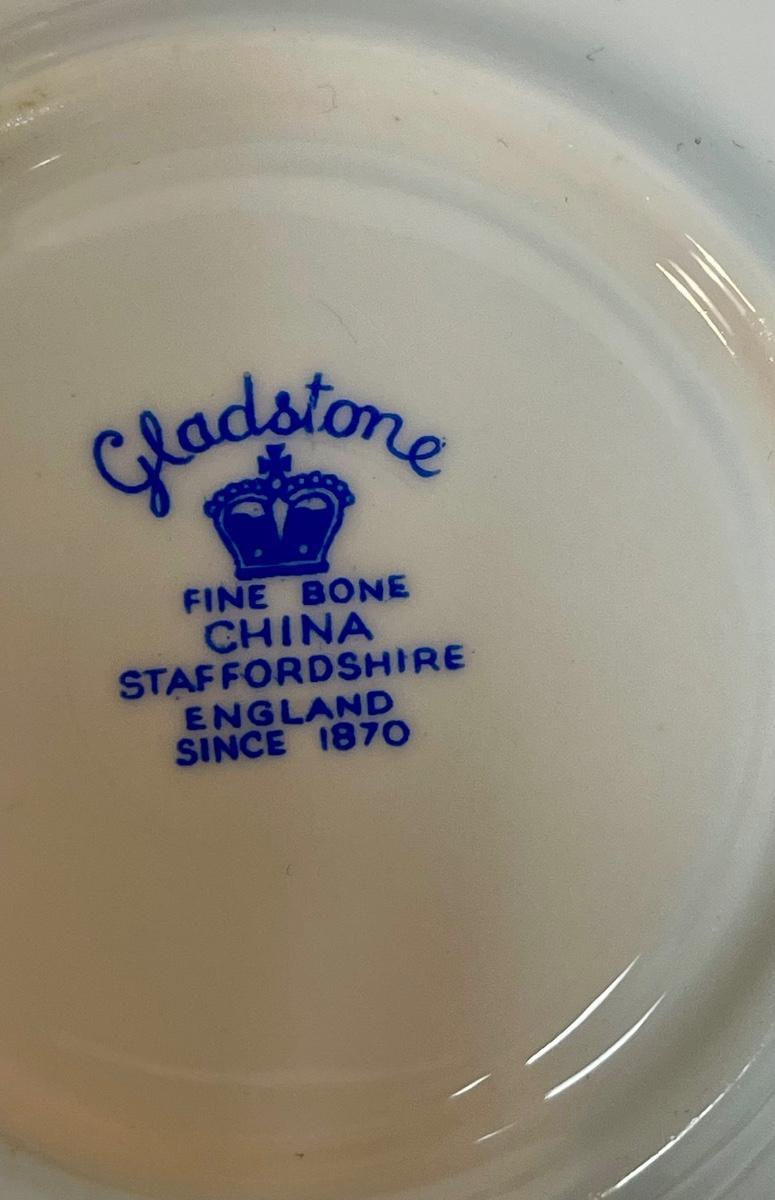 Gladstone
FINE BONE
CHINA
STAFFORDSHIRE
ENGLAND
SINCE 1870